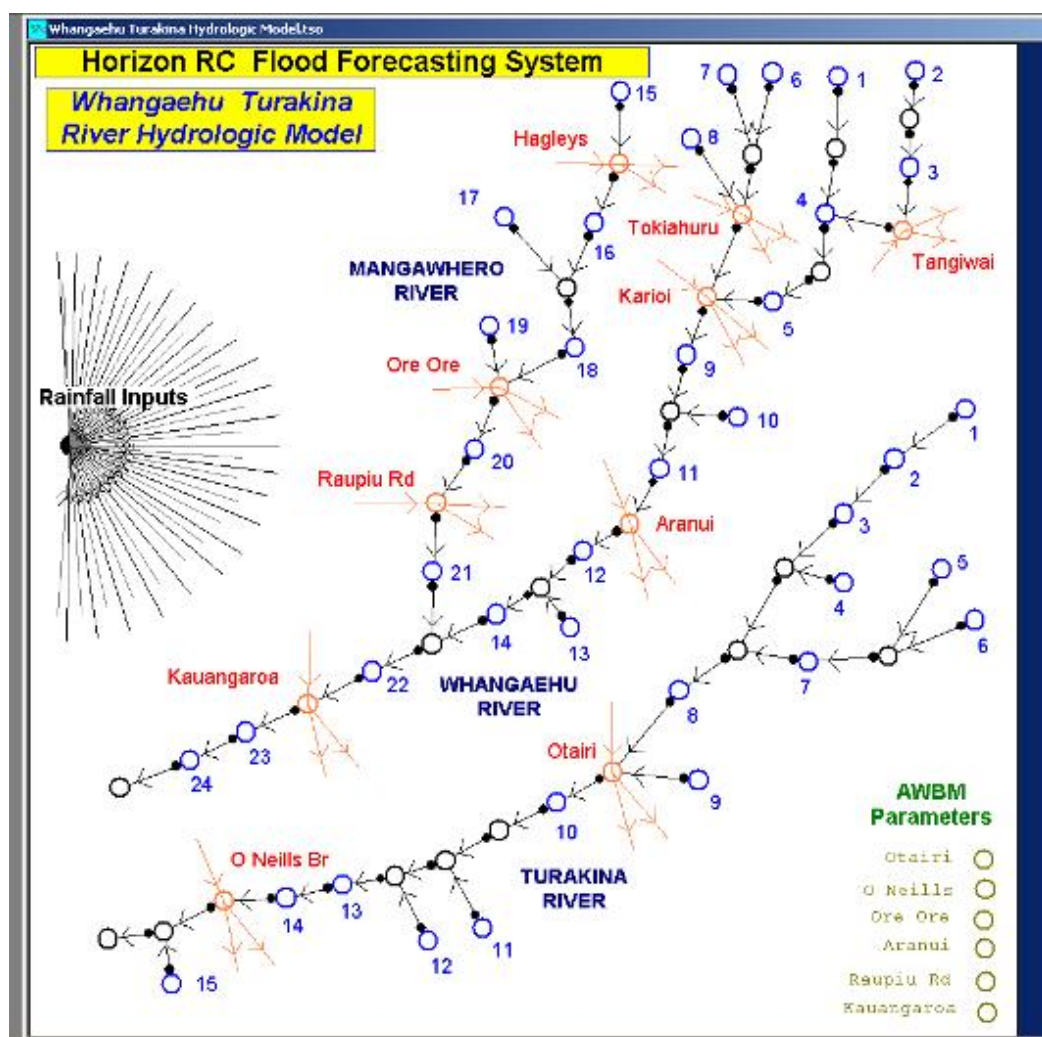 Whangaehu Turakina Hydrologic Model.tso
Horizon RC Flood Forecasting System
Whangaehu Turakina
River Hydrologic Model
7
6
1
2
15
Hagleys
8
3
17
4
Tokiahuru
16
MANGAWHERO
RIVER
Tangiwai
Karioi
5
19
Ore Ore
18
9
Rainfall Inputs
10
1
20
11
2
Raupiu Rd
Aranui
3
12
5
21
4
14
13
6
Kauangaroa
22
WHANGAEHU
RIVER
7
8
23
Otairi
24
9
10
AWBM
Parameters
O Neills Br
TURAKINA
RIVER
Otairi
14
13
O Neills
12
11
Ore Ore
Aranui
15
Raupiu Rd
Kauangaroa